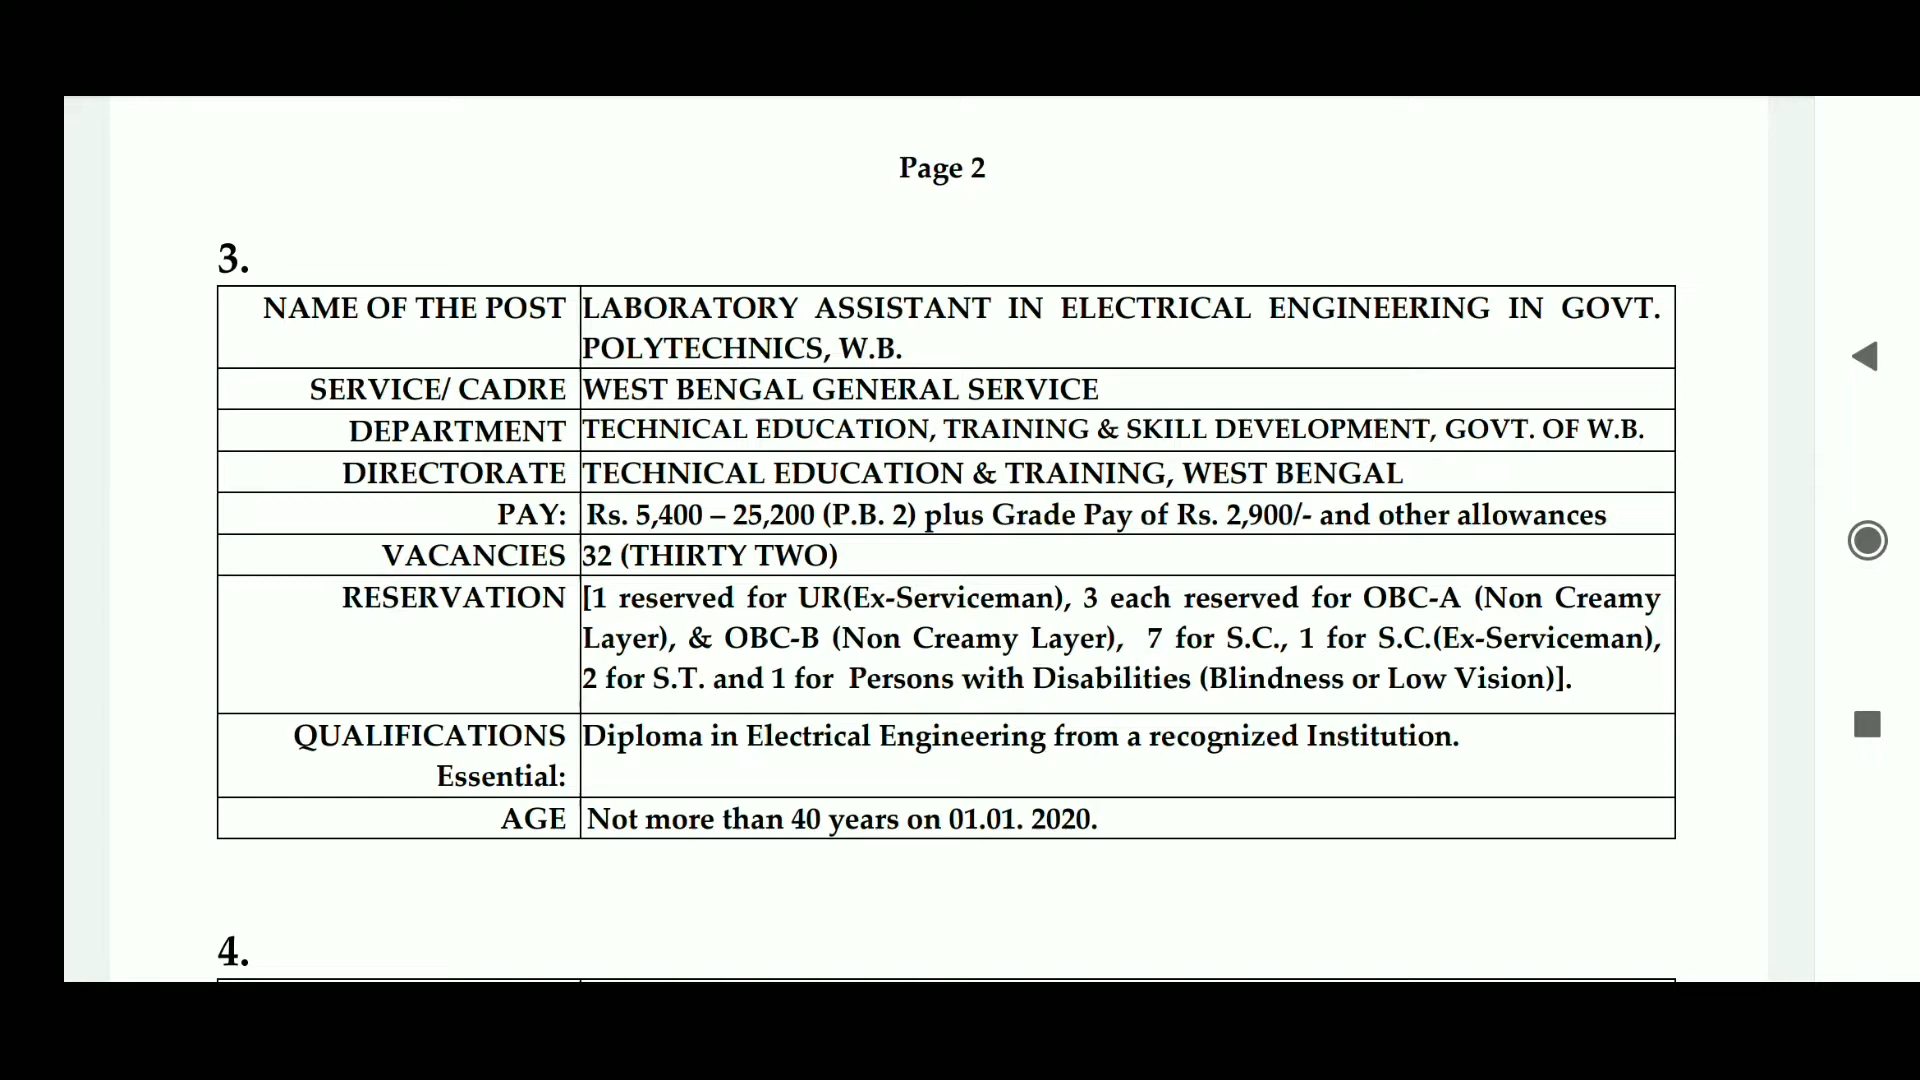 Page 2
3.
NAME OF THE POST LABORATORY ASSISTANT IN ELECTRICAL ENGINEERING IN GOVT.
POLYTECHNICS, W.B.
SERVICE/ CADRE WEST BENGAL GENERAL SERVICE
DEPARTMENT TECHNICAL EDUCATION, TRAINING & SKILL DEVELOPMENT, GOVT. OF W.B.
DIRECTORATE TECHNICAL EDUCATION & TRAINING, WEST BENGAL
PAY: Rs. 5,400 – 25,200 (P.B. 2) plus Grade Pay of Rs. 2,900/- and other allowances
VACANCIES 32 (THIRTY TWO)
RESERVATION [1 reserved for UR(Ex-Serviceman), 3 each reserved for OBC-A (Non Creamy
Layer), & OBC-B (Non Creamy Layer), 7 for S.C., 1 for S.C.(Ex-Serviceman),
2 for S.T. and 1 for Persons with Disabilities (Blindness or Low Vision)].
QUALIFICATIONS Diploma in Electrical Engineering from a recognized Institution.
Essential:
AGE Not more than 40 years on 01.01. 2020.
4.